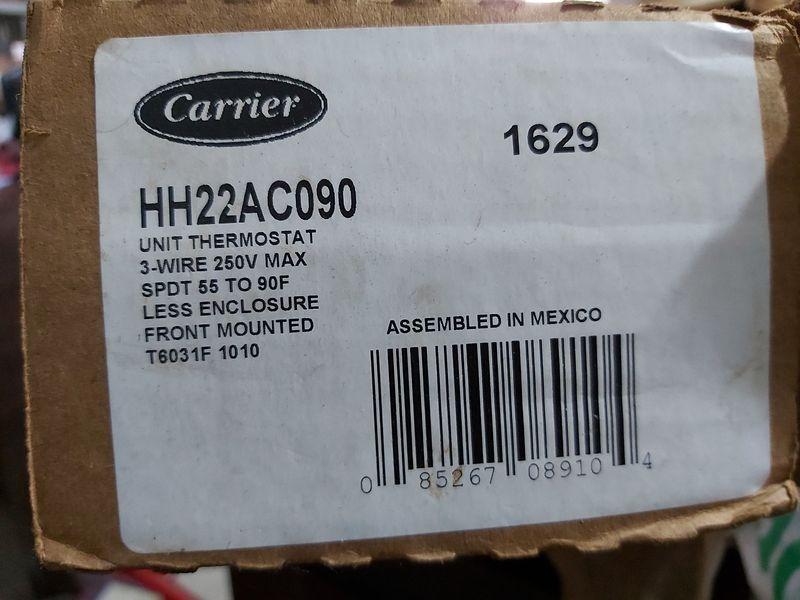 Carrier
1629
HH22AC090
UNIT THERMOSTAT
3-WIRE 250V MAX
SPDT 55 TO 90F
LESS ENCLOSURE
FRONT MOUNTED
T6031F 1010
ASSEMBLED IN MEXICO
0 85267 08910 4